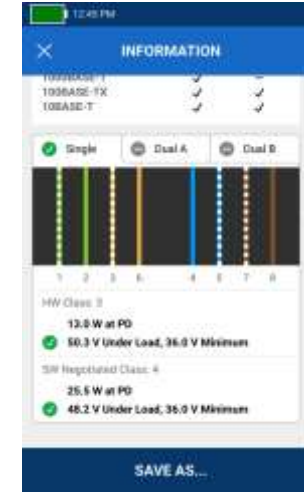 12:45 PM
INFORMATION
1000BASE-T
100BASE-TX
10BASE-T
Single Dual A Dual B
1 2 3 6 4 5 7 8
HW Class: 3
13.0 W at PD
50.3 V Under Load, 36.0 V Minimum
SW Negotiated Class: 4
25.5 W at PD
48.2 V Under Load, 36.0 V Minimum
SAVE AS...